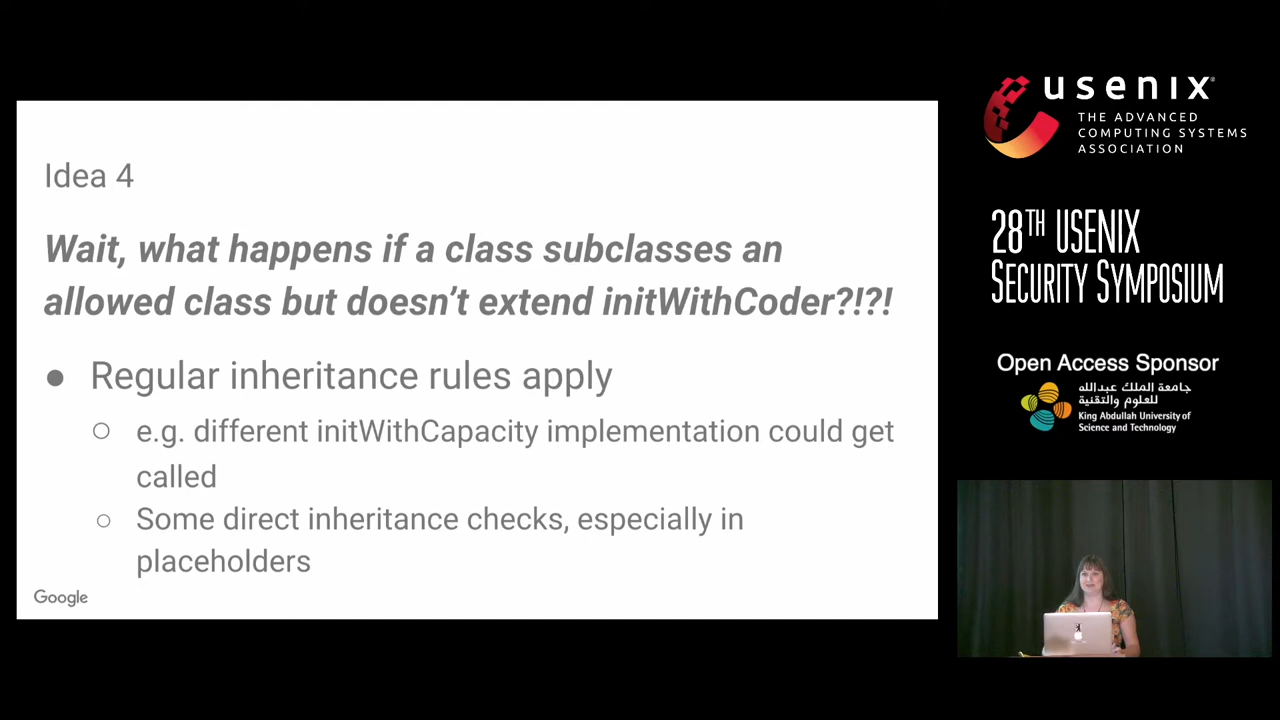 Idea 4
Wait, what happens if a class subclasses an
allowed class but doesn’t extend initWithCoder?!?!
● Regular inheritance rules apply
○ e.g. different initWithCapacity implementation could get
called
○ Some direct inheritance checks, especially in
placeholders
Google
usenix®
THE ADVANCED
COMPUTING SYSTEMS
ASSOCIATION
28TH USENIX
SECURITY SYMPOSIUM
Open Access Sponsor
جامعة الملك عبدالله
للعلوم والتقنية
King Abdullah University of
Science and Technology